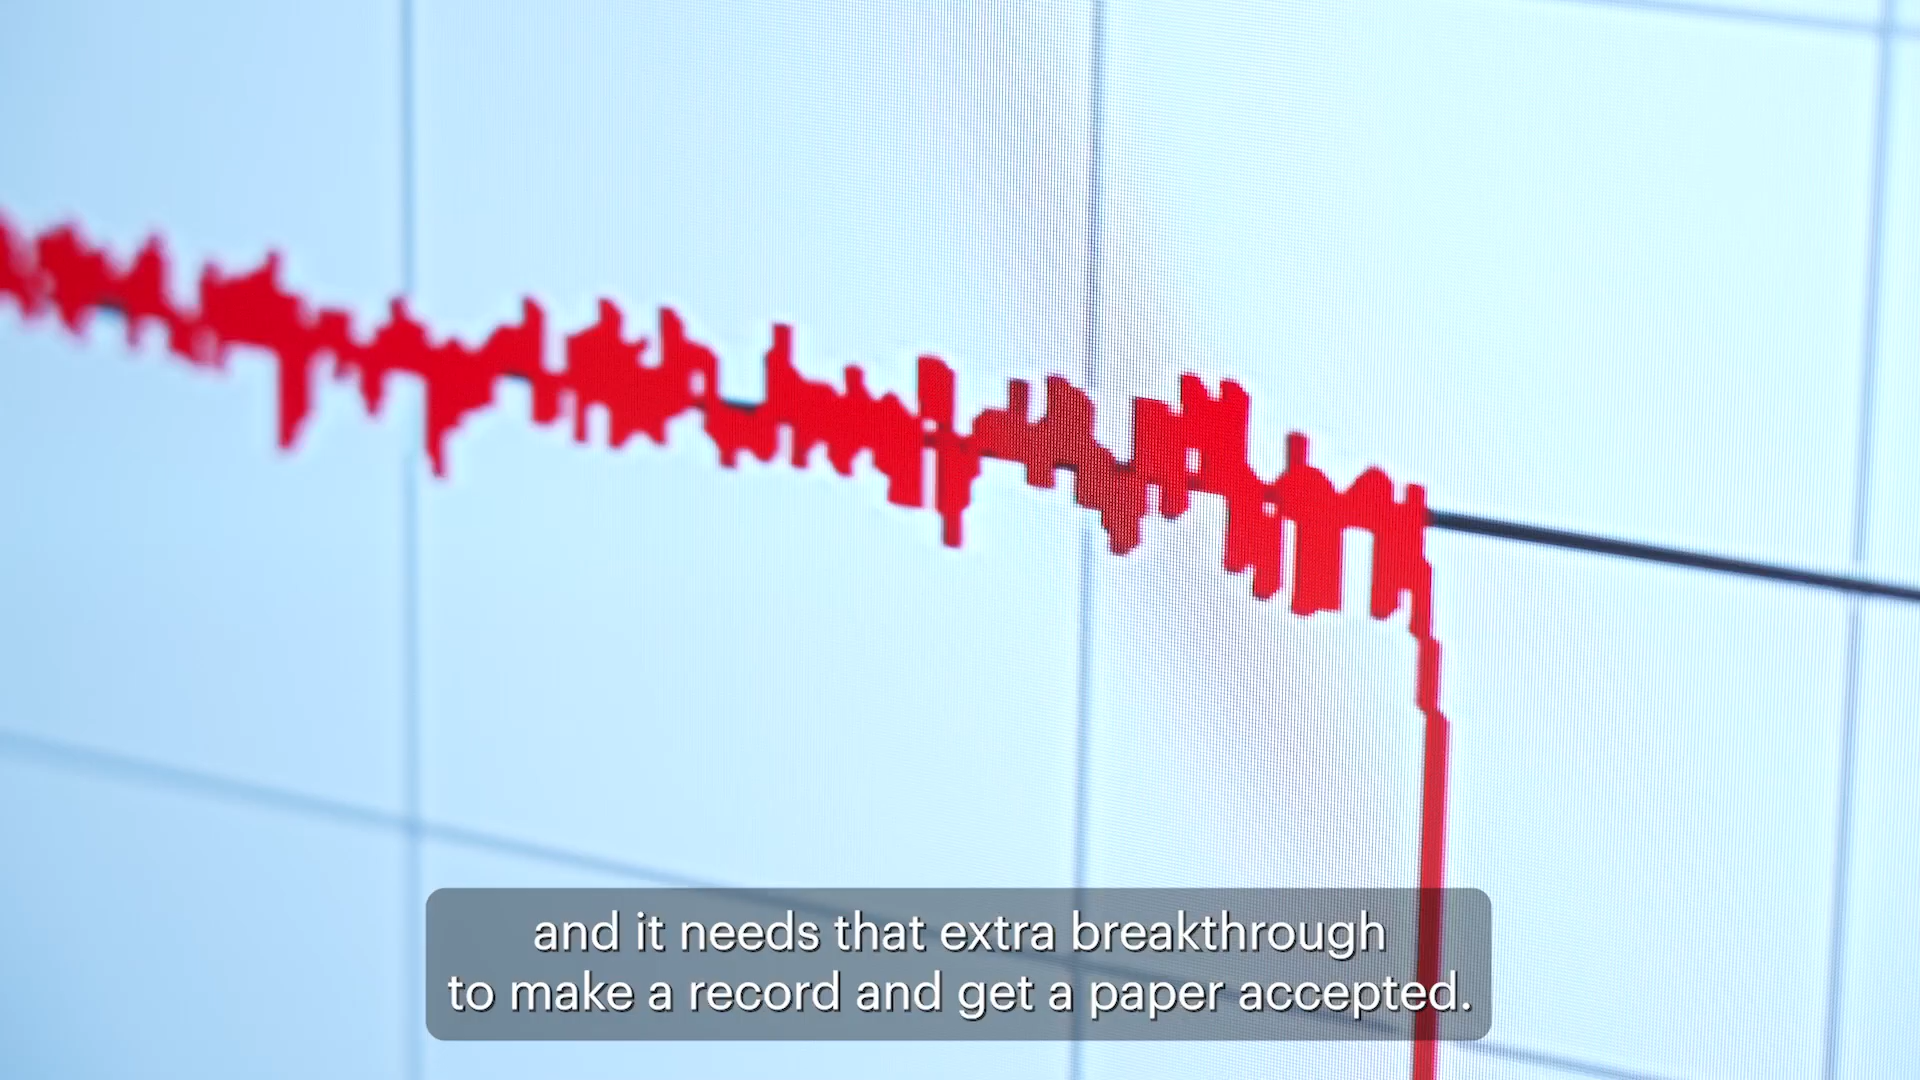 and it needs that extra breakthrough
to make a record and get a paper accepted.